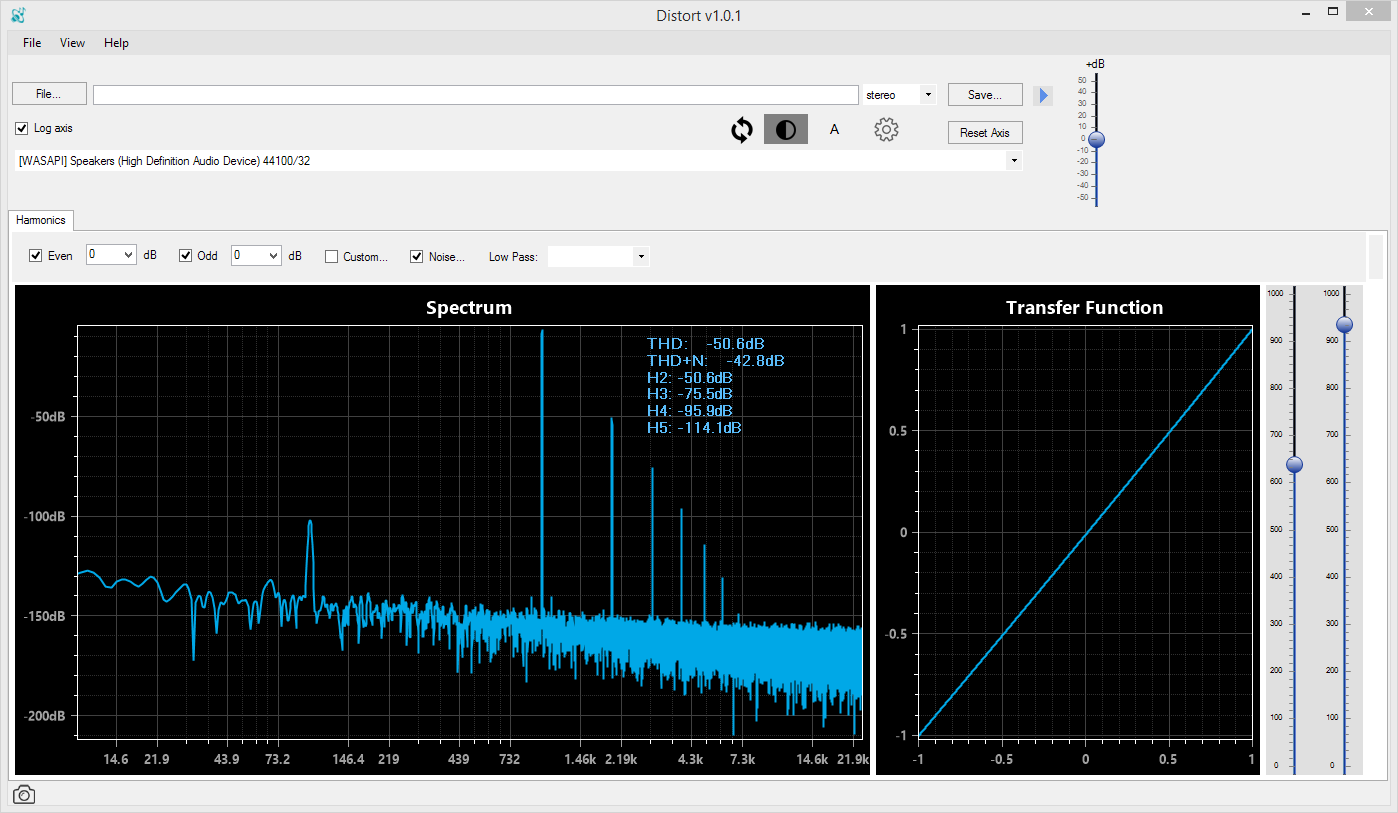 Distort v1.0.1
File View Help
+dB
File... stereo Save...
50
40
30
20
10
0
-10
-20
-30
-40
-50
Log axis A Reset Axis
[WASAPI] Speakers (High Definition Audio Device) 44100/32
Harmonics
Even 0 dB Odd 0 dB Custom... Noise... Low Pass:
Spectrum
THD: -50.6dB
THD+N: -42.8dB
H2: -50.6dB
H3: -75.5dB
H4: -95.9dB
H5: -114.1dB
-50dB
-100dB
-150dB
-200dB
14.6 21.9 43.9 73.2 146.4 219 439 732 1.46k 2.19k 4.3k 7.3k 14.6k 21.9k
Transfer Function
1
0.5
0
-0.5
-1
-1 -0.5 0 0.5 1
1000 1000
900 900
800 800
700 700
600 600
500 500
400 400
300 300
200 200
100 100
0 0